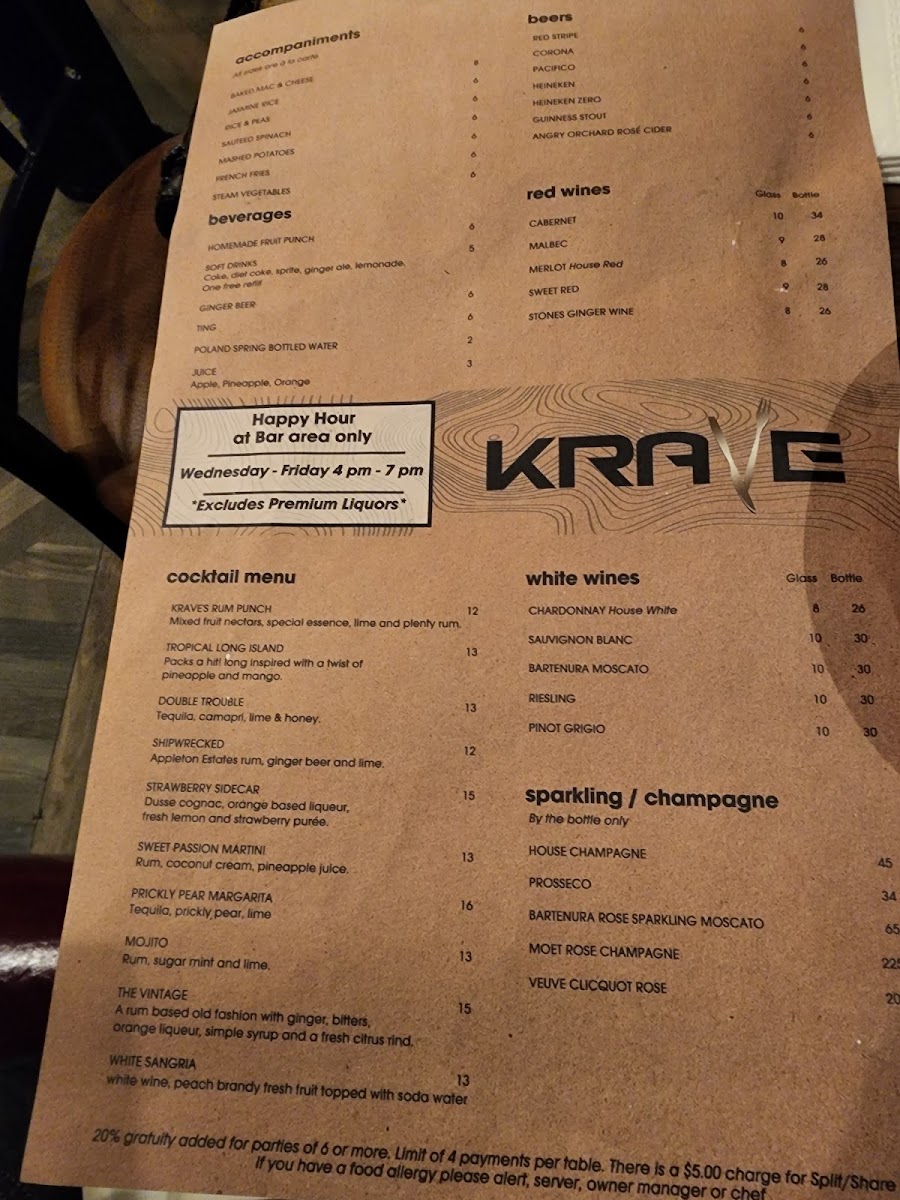 accompaniments
All sides are á la carte
BAKED MAC & CHEESE 8
JASMINE RICE 6
RICE & PEAS 6
SAUTEED SPINACH 6
MASHED POTATOES 6
FRENCH FRIES 6
STEAM VEGETABLES 6
beverages
HOMEMADE FRUIT PUNCH 6
SOFT DRINKS 5
Coke, diet coke, sprite, ginger ale, lemonade.
One free refill
GINGER BEER 6
TING 6
POLAND SPRING BOTTLED WATER 2
JUICE 3
Apple, Pineapple, Orange
beers
RED STRIPE 6
CORONA 6
PACIFICO 6
HEINEKEN 6
HEINEKEN ZERO 6
GUINNESS STOUT 6
ANGRY ORCHARD ROSÉ CIDER 6
red wines Glass Bottle
CABERNET 10 34
MALBEC 9 28
MERLOT House Red 8 26
SWEET RED 9 28
STONES GINGER WINE 8 26
Happy Hour
at Bar area only
Wednesday - Friday 4 pm - 7 pm
*Excludes Premium Liquors*
KRAVE
cocktail menu
KRAVE'S RUM PUNCH 12
Mixed fruit nectars, special essence, lime and plenty rum.
TROPICAL LONG ISLAND 13
Packs a hit! long inspired with a twist of
pineapple and mango.
DOUBLE TROUBLE 13
Tequila, camapri, lime & honey.
SHIPWRECKED 12
Appleton Estates rum, ginger beer and lime.
STRAWBERRY SIDECAR 15
Dusse cognac, orange based liqueur,
fresh lemon and strawberry purée.
SWEET PASSION MARTINI 13
Rum, coconut cream, pineapple juice.
PRICKLY PEAR MARGARITA 16
Tequila, prickly pear, lime
MOJITO 13
Rum, sugar mint and lime.
THE VINTAGE 15
A rum based old fashion with ginger, bitters,
orange liqueur, simple syrup and a fresh citrus rind.
WHITE SANGRIA 13
white wine, peach brandy fresh fruit topped with soda water
white wines Glass Bottle
CHARDONNAY House White 8 26
SAUVIGNON BLANC 10 30
BARTENURA MOSCATO 10 30
RIESLING 10 30
PINOT GRIGIO 10 30
sparkling / champagne
By the bottle only
HOUSE CHAMPAGNE 45
PROSSECO 34
BARTENURA ROSE SPARKLING MOSCATO 65
MOET ROSE CHAMPAGNE 225
VEUVE CLICQUOT ROSE 20
20% gratuity added for parties of 6 or more. Limit of 4 payments per table. There is a $5.00 charge for Split/Share
If you have a food allergy please alert, server, owner manager or chef